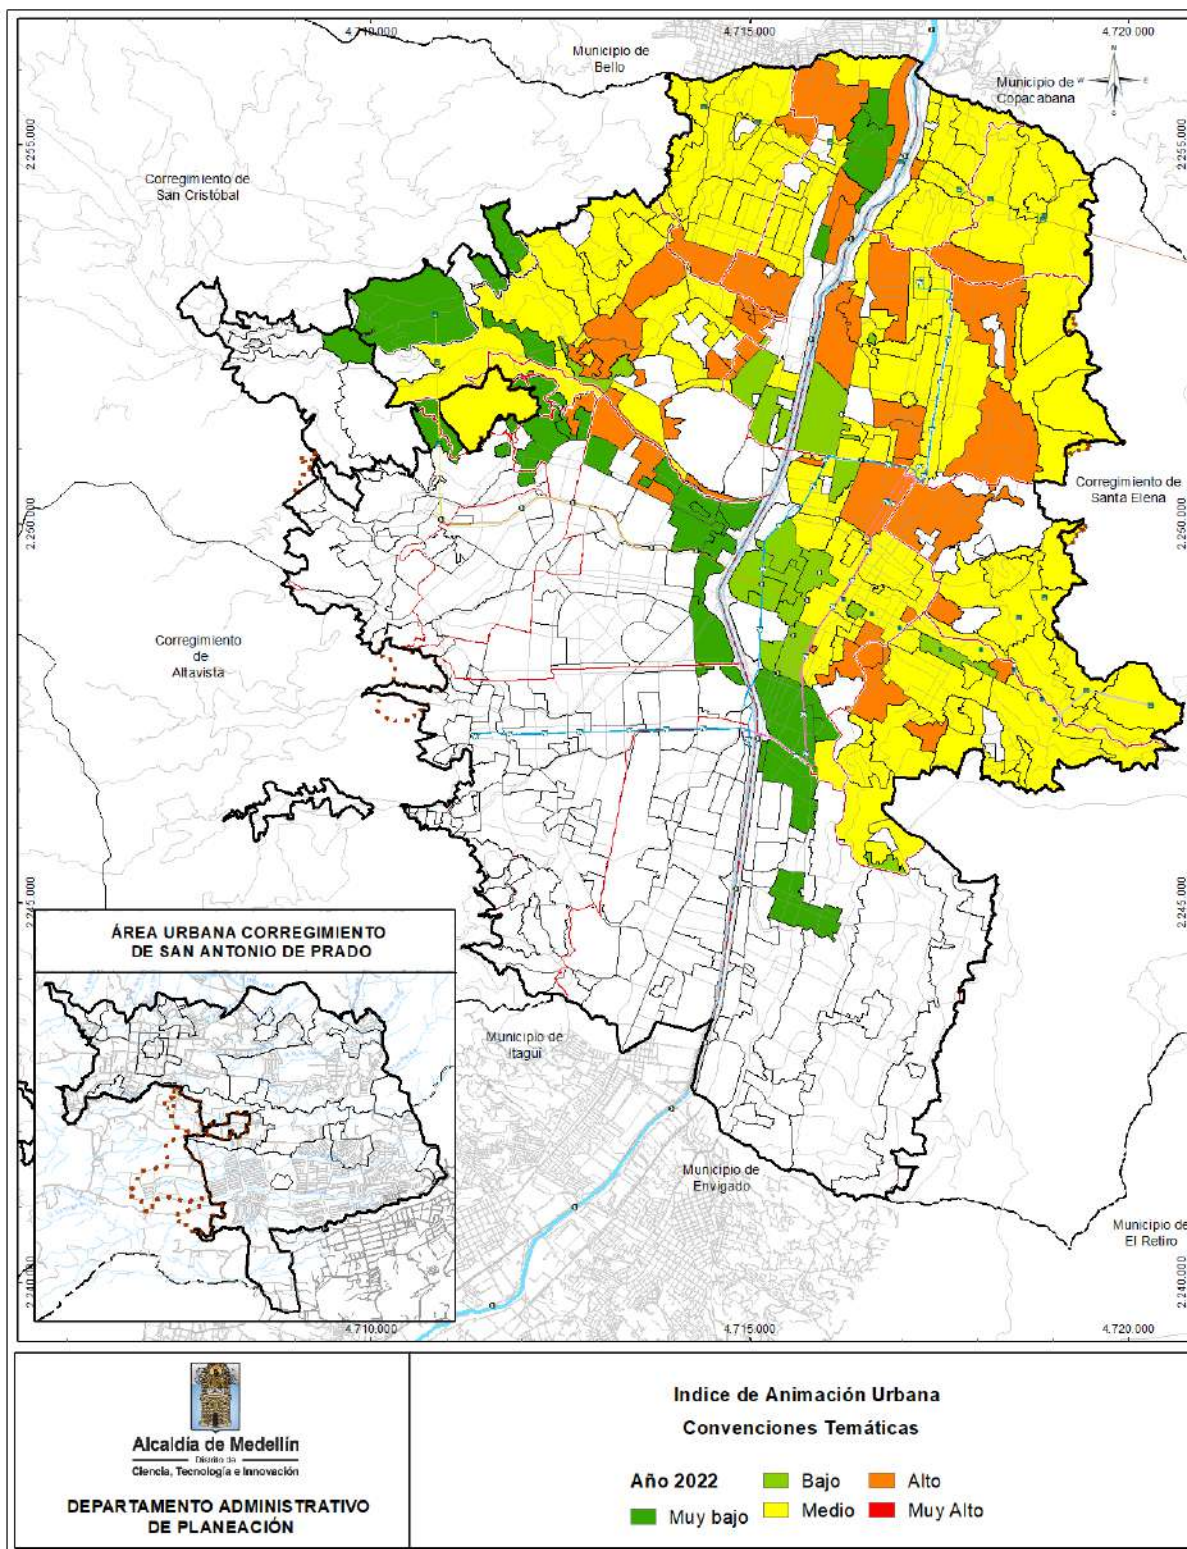 4.710.000
4.715.000
4.720.000
Municipio de
Bello
Municipio de
Copacabana
N
W
E
2.255.000
2.255.000
Corregimiento de
San Cristóbal
Corregimiento de
Santa Elena
2.250.000
2.250.000
Corregimiento
de
Altavista
2.245.000
2.245.000
ÁREA URBANA CORREGIMIENTO
DE SAN ANTONIO DE PRADO
Municipio de
Itagui
Municipio de
Envigado
Municipio de
El Retiro
2.240.000
2.240.000
4.710.000
4.715.000
4.720.000
Alcaldía de Medellín
Distrito de
Ciencia, Tecnología e Innovación
DEPARTAMENTO ADMINISTRATIVO
DE PLANEACIÓN
Indice de Animación Urbana
Convenciones Temáticas
Año 2022
Bajo
Alto
Muy bajo
Medio
Muy Alto